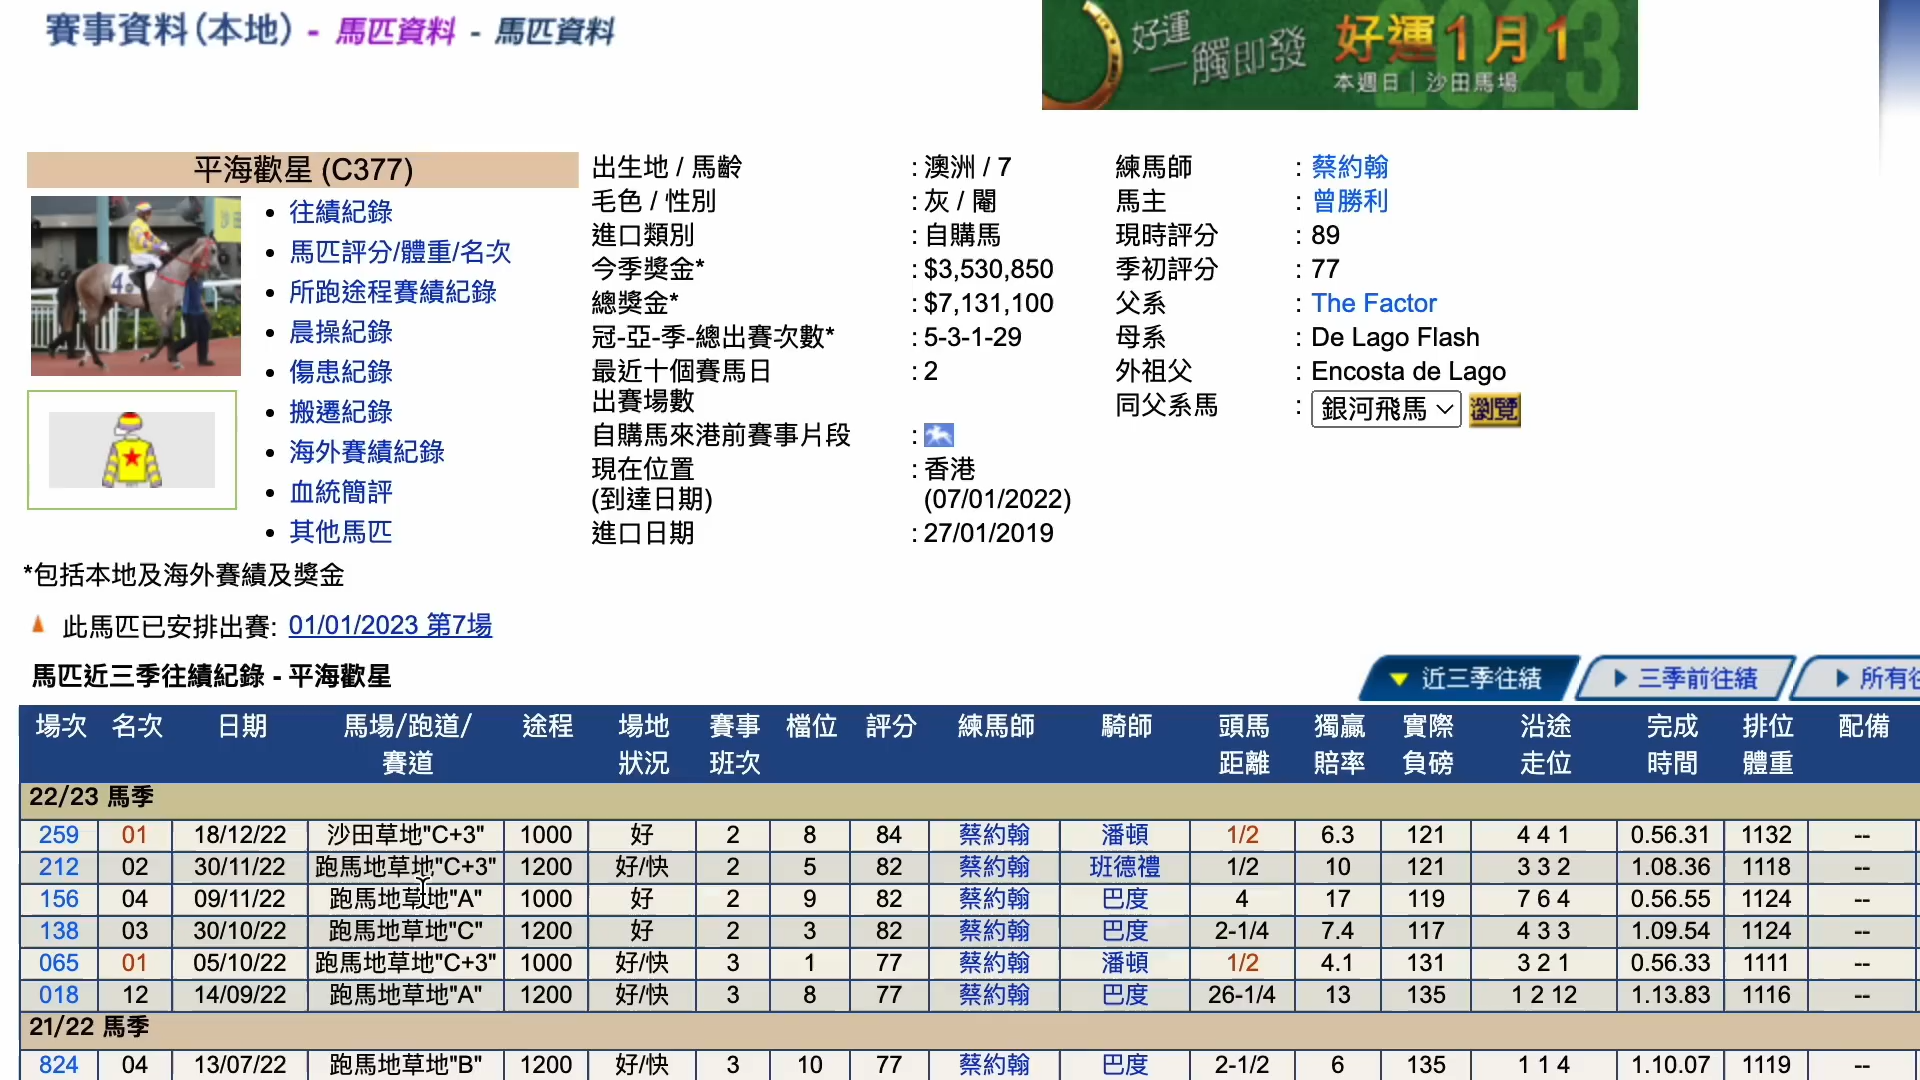 賽事資料(本地) - 馬匹資料 - 馬匹資料
好運
一觸即發
好運1月1
2023
本週日 | 沙田馬場
平海歡星 (C377)
往績紀錄
馬匹評分/體重/名次
所跑途程賽績紀錄
晨操紀錄
傷患紀錄
搬遷紀錄
海外賽績紀錄
血統簡評
其他馬匹
出生地 / 馬齡 : 澳洲 / 7
毛色 / 性別 : 灰 / 閹
進口類別 : 自購馬
今季獎金* : $3,530,850
總獎金* : $7,131,100
冠-亞-季-總出賽次數* : 5-3-1-29
最近十個賽馬日 : 2
出賽場數
自購馬來港前賽事片段 :
現在位置 : 香港
(到達日期) (07/01/2022)
進口日期 : 27/01/2019
練馬師 : 蔡約翰
馬主 : 曾勝利
現時評分 : 89
季初評分 : 77
父系 : The Factor
母系 : De Lago Flash
外祖父 : Encosta de Lago
同父系馬 : 銀河飛馬 瀏覽
*包括本地及海外賽績及獎金
此馬匹已安排出賽: 01/01/2023 第7場
馬匹近三季往績紀錄 - 平海歡星
近三季往績 三季前往績 所有往
場次 名次 日期 馬場/跑道/賽道 途程 場地狀況 賽事班次 檔位 評分 練馬師 騎師 頭馬距離 獨贏賠率 實際負磅 沿途走位 完成時間 排位體重 配備
22/23 馬季
259 01 18/12/22 沙田草地"C+3" 1000 好 2 8 84 蔡約翰 潘頓 1/2 6.3 121 4 4 1 0.56.31 1132 --
212 02 30/11/22 跑馬地草地"C+3" 1200 好/快 2 5 82 蔡約翰 班德禮 1/2 10 121 3 3 2 1.08.36 1118 --
156 04 09/11/22 跑馬地草地"A" 1000 好 2 9 82 蔡約翰 巴度 4 17 119 7 6 4 0.56.55 1124 --
138 03 30/10/22 跑馬地草地"C" 1200 好 2 3 82 蔡約翰 巴度 2-1/4 7.4 117 4 3 3 1.09.54 1124 --
065 01 05/10/22 跑馬地草地"C+3" 1000 好/快 3 1 77 蔡約翰 潘頓 1/2 4.1 131 3 2 1 0.56.33 1111 --
018 12 14/09/22 跑馬地草地"A" 1200 好/快 3 8 77 蔡約翰 巴度 26-1/4 13 135 1 2 12 1.13.83 1116 --
21/22 馬季
824 04 13/07/22 跑馬地草地"B" 1200 好/快 3 10 77 蔡約翰 巴度 2-1/2 6 135 1 1 4 1.10.07 1119 --